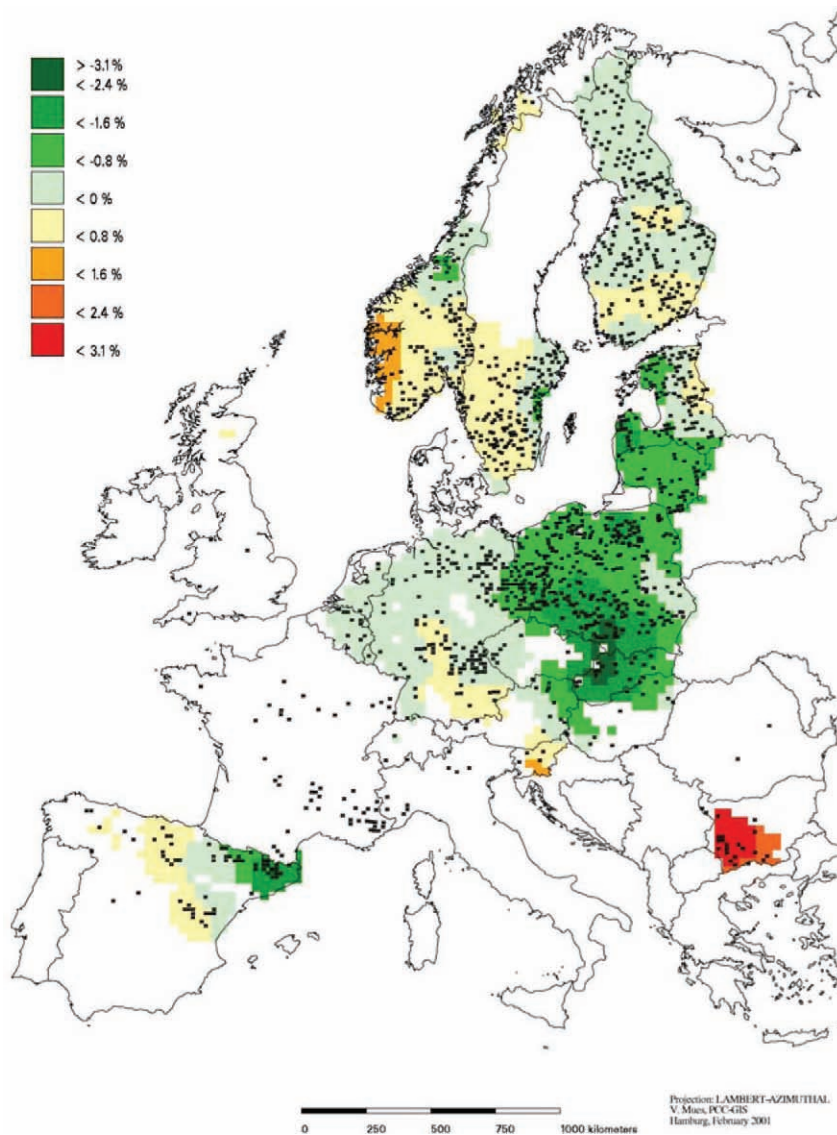 > -3.1 %
< -2.4 %
< -1.6 %
< -0.8 %
< 0 %
< 0.8 %
< 1.6 %
< 2.4 %
< 3.1 %
0 250 500 750 1000 kilometers
Projection: LAMBERT-AZIMUTHAL
V. Mues, PCC-GIS
Hamburg, February 2001